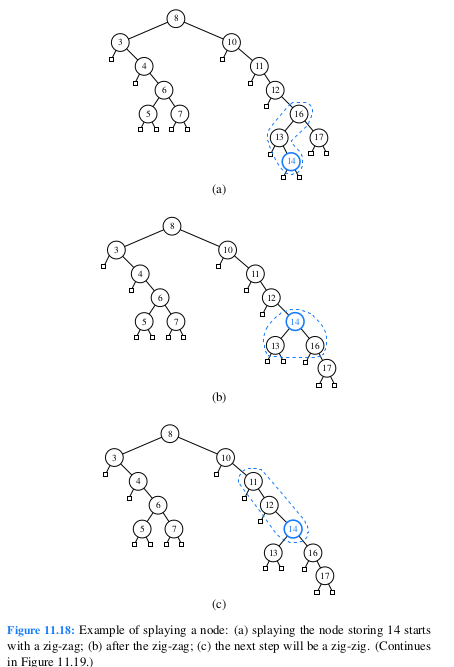 8
3 10
4 11
6 12
5 7 16
13 17
14
(a)
8
3 10
4 11
6 12
5 7 14
13 16
17
(b)
8
3 10
4 11
6 12
5 7 14
13 16
17
(c)
Figure 11.18: Example of splaying a node: (a) splaying the node storing 14 starts
with a zig-zag; (b) after the zig-zag; (c) the next step will be a zig-zig. (Continues
in Figure 11.19.)